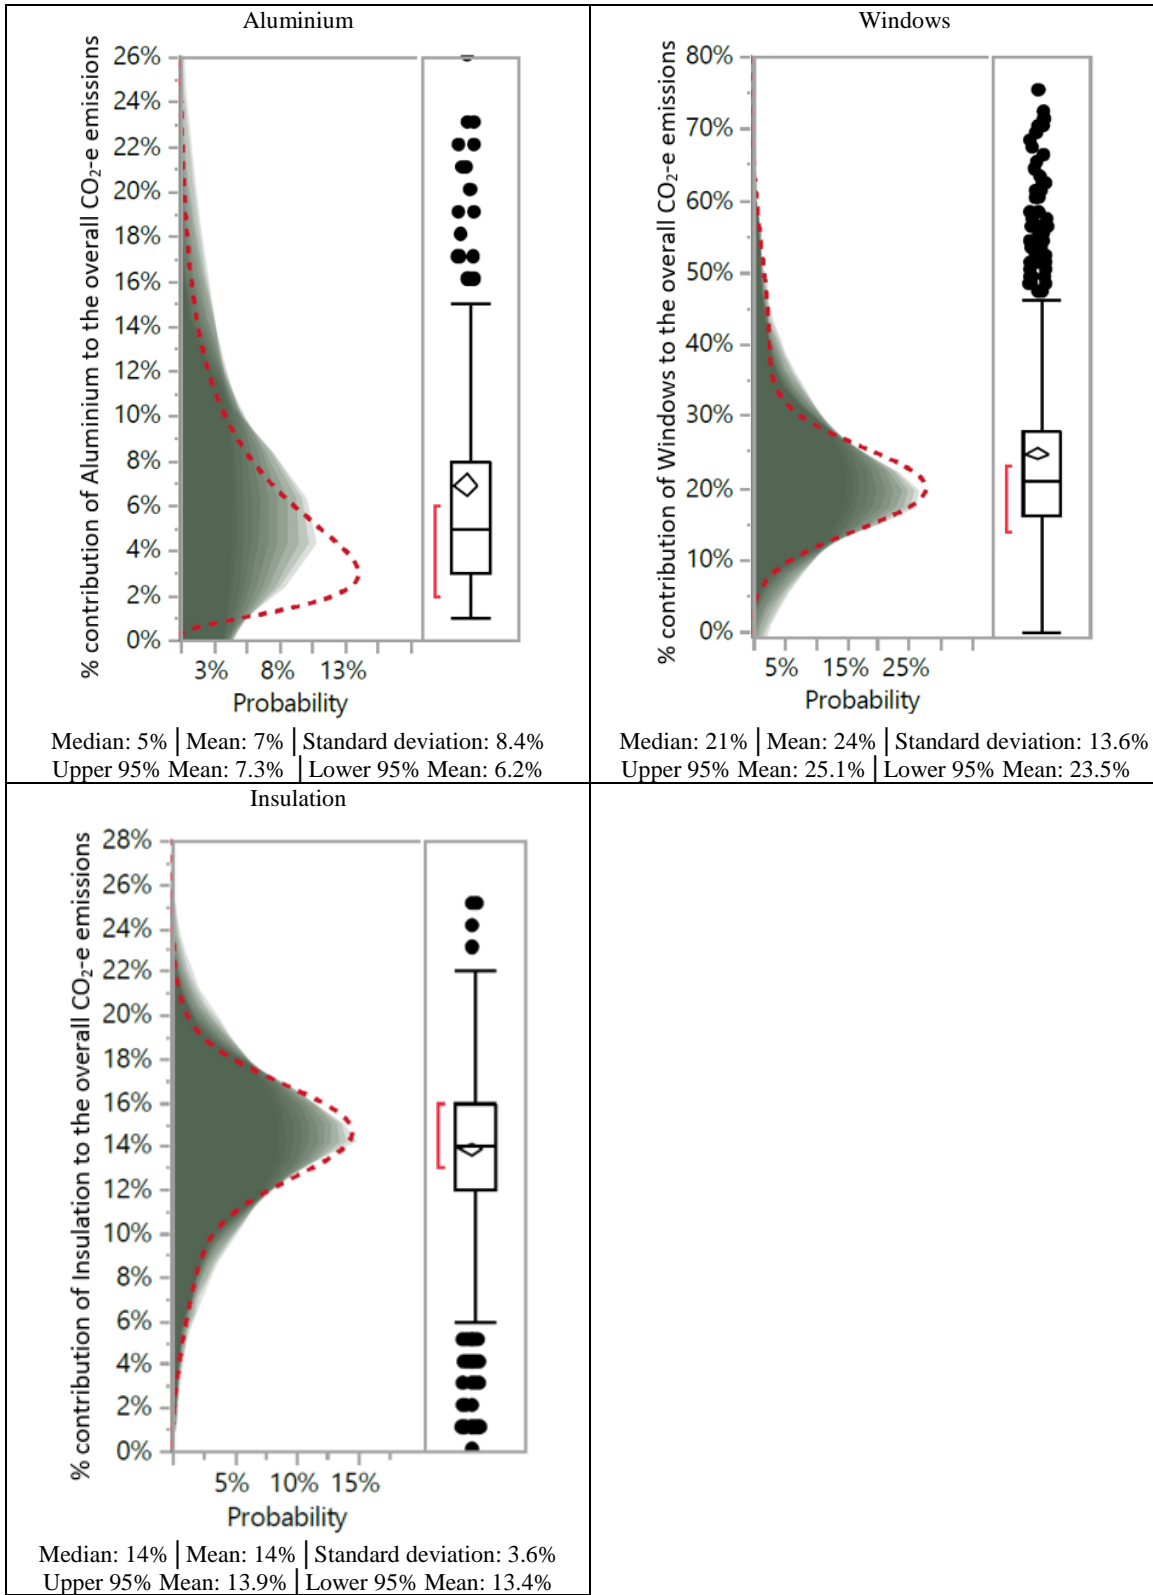 Aluminium
% contribution of Aluminium to the overall CO₂-e emissions
26%
24%
22%
20%
18%
16%
14%
12%
10%
8%
6%
4%
2%
0%
3% 8% 13%
Probability
Median: 5% | Mean: 7% | Standard deviation: 8.4%
Upper 95% Mean: 7.3% | Lower 95% Mean: 6.2%
Windows
% contribution of Windows to the overall CO₂-e emissions
80%
70%
60%
50%
40%
30%
20%
10%
0%
5% 15% 25%
Probability
Median: 21% | Mean: 24% | Standard deviation: 13.6%
Upper 95% Mean: 25.1% | Lower 95% Mean: 23.5%
Insulation
% contribution of Insulation to the overall CO₂-e emissions
28%
26%
24%
22%
20%
18%
16%
14%
12%
10%
8%
6%
4%
2%
0%
5% 10% 15%
Probability
Median: 14% | Mean: 14% | Standard deviation: 3.6%
Upper 95% Mean: 13.9% | Lower 95% Mean: 13.4%